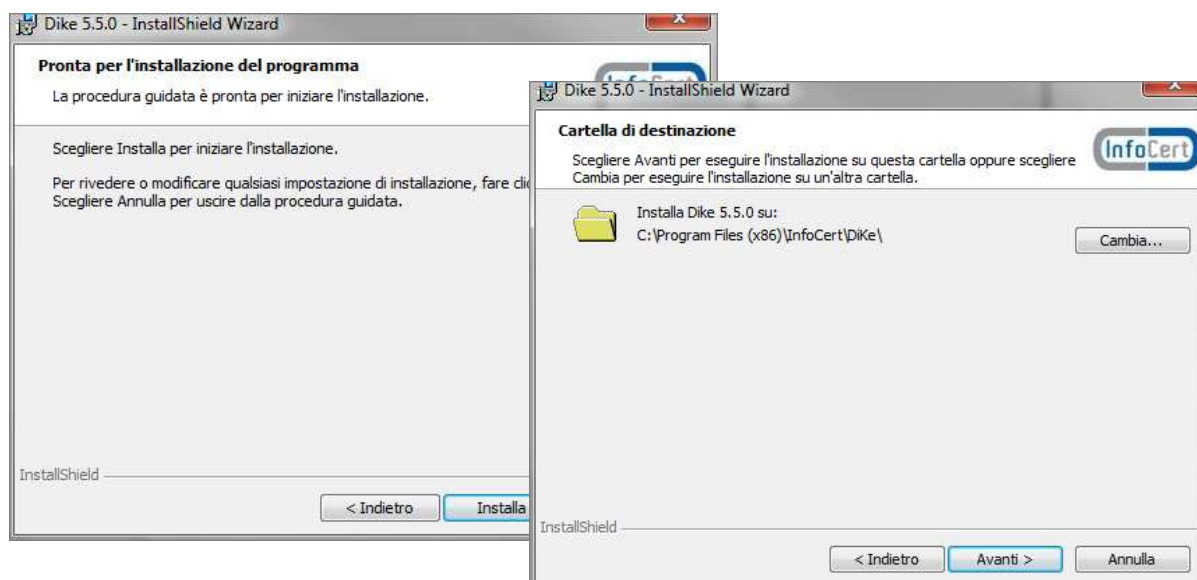 Dike 5.5.0 - InstallShield Wizard
Pronta per l'installazione del programma
La procedura guidata è pronta per iniziare l'installazione.
Scegliere Installa per iniziare l'installazione.
Per rivedere o modificare qualsiasi impostazione di installazione, fare
Scegliere Annulla per uscire dalla procedura guidata.
InstallShield
< Indietro
Installa
Dike 5.5.0 - InstallShield Wizard
Cartella di destinazione
InfoCert
Scegliere Avanti per eseguire l'installazione su questa cartella oppure scegliere
Cambia per eseguire l'installazione su un'altra cartella.
Installa Dike 5.5.0 su:
C:\Program Files (x86)\InfoCert\DiKe\
Cambia...
InstallShield
< Indietro
Avanti >
Annulla